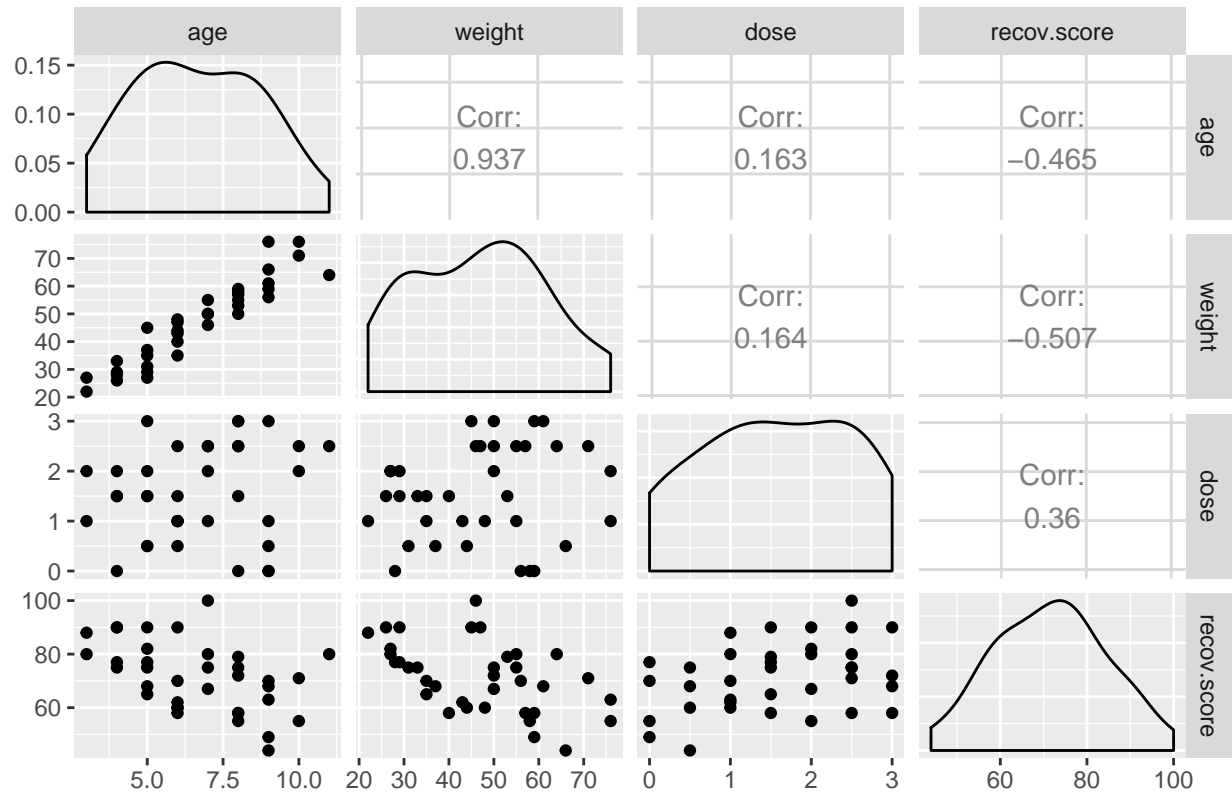 age weight dose recov.score
0.15
0.10
0.05
0.00
Corr:
0.937
Corr:
0.163
Corr:
−0.465
age
70
60
50
40
30
20
Corr:
0.164
Corr:
−0.507
weight
3
2
1
0
Corr:
0.36
dose
100
80
60
recov.score
5.0 7.5 10.0 20 30 40 50 60 70 0 1 2 3 60 80 100